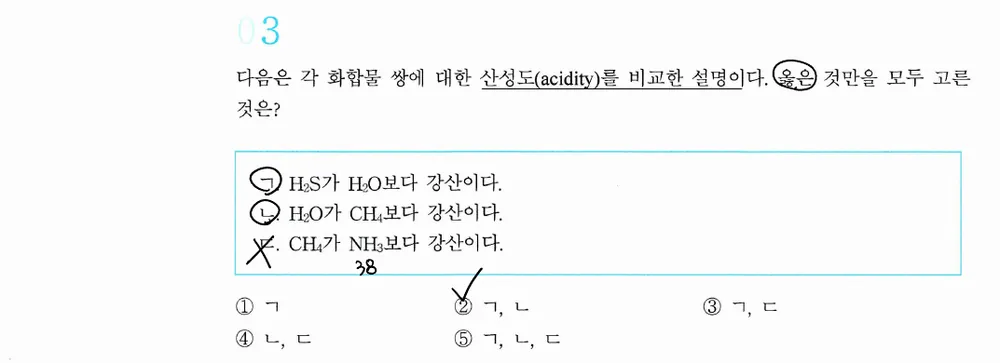 03
다음은 각 화합물 쌍에 대한 산성도(acidity)를 비교한 설명이다. 옳은 것만을 모두 고른
것은?
ㄱ. H₂S가 H₂O보다 강산이다.
ㄴ. H₂O가 CH₄보다 강산이다.
ㄷ. CH₄가 NH₃보다 강산이다.
38
① ㄱ ② ㄱ, ㄴ ③ ㄱ, ㄷ
④ ㄴ, ㄷ ⑤ ㄱ, ㄴ, ㄷ